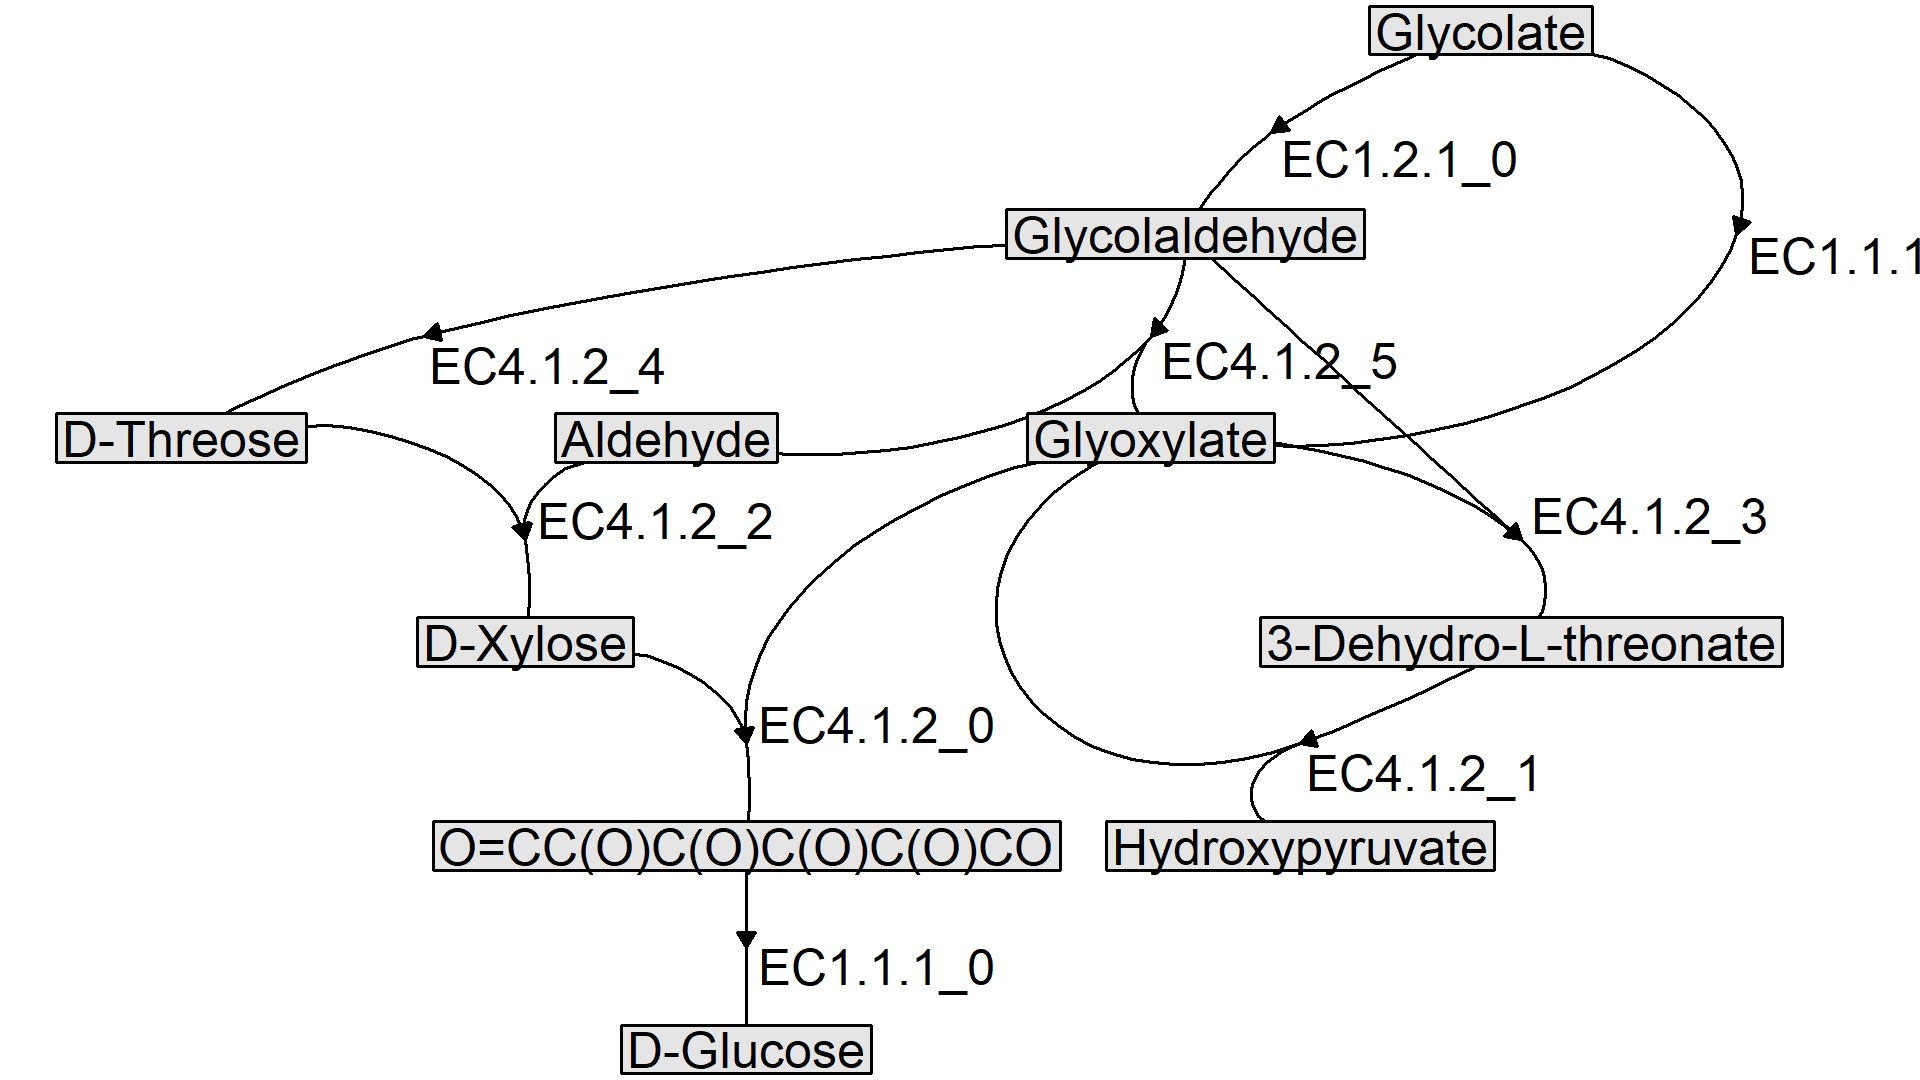 Glycolate
EC1.2.1_0
Glycolaldehyde
EC1.1.1
EC4.1.2_4
EC4.1.2_5
D-Threose
Aldehyde
Glyoxylate
EC4.1.2_2
EC4.1.2_3
D-Xylose
3-Dehydro-L-threonate
EC4.1.2_0
EC4.1.2_1
O=CC(O)C(O)C(O)C(O)CO
Hydroxypyruvate
EC1.1.1_0
D-Glucose